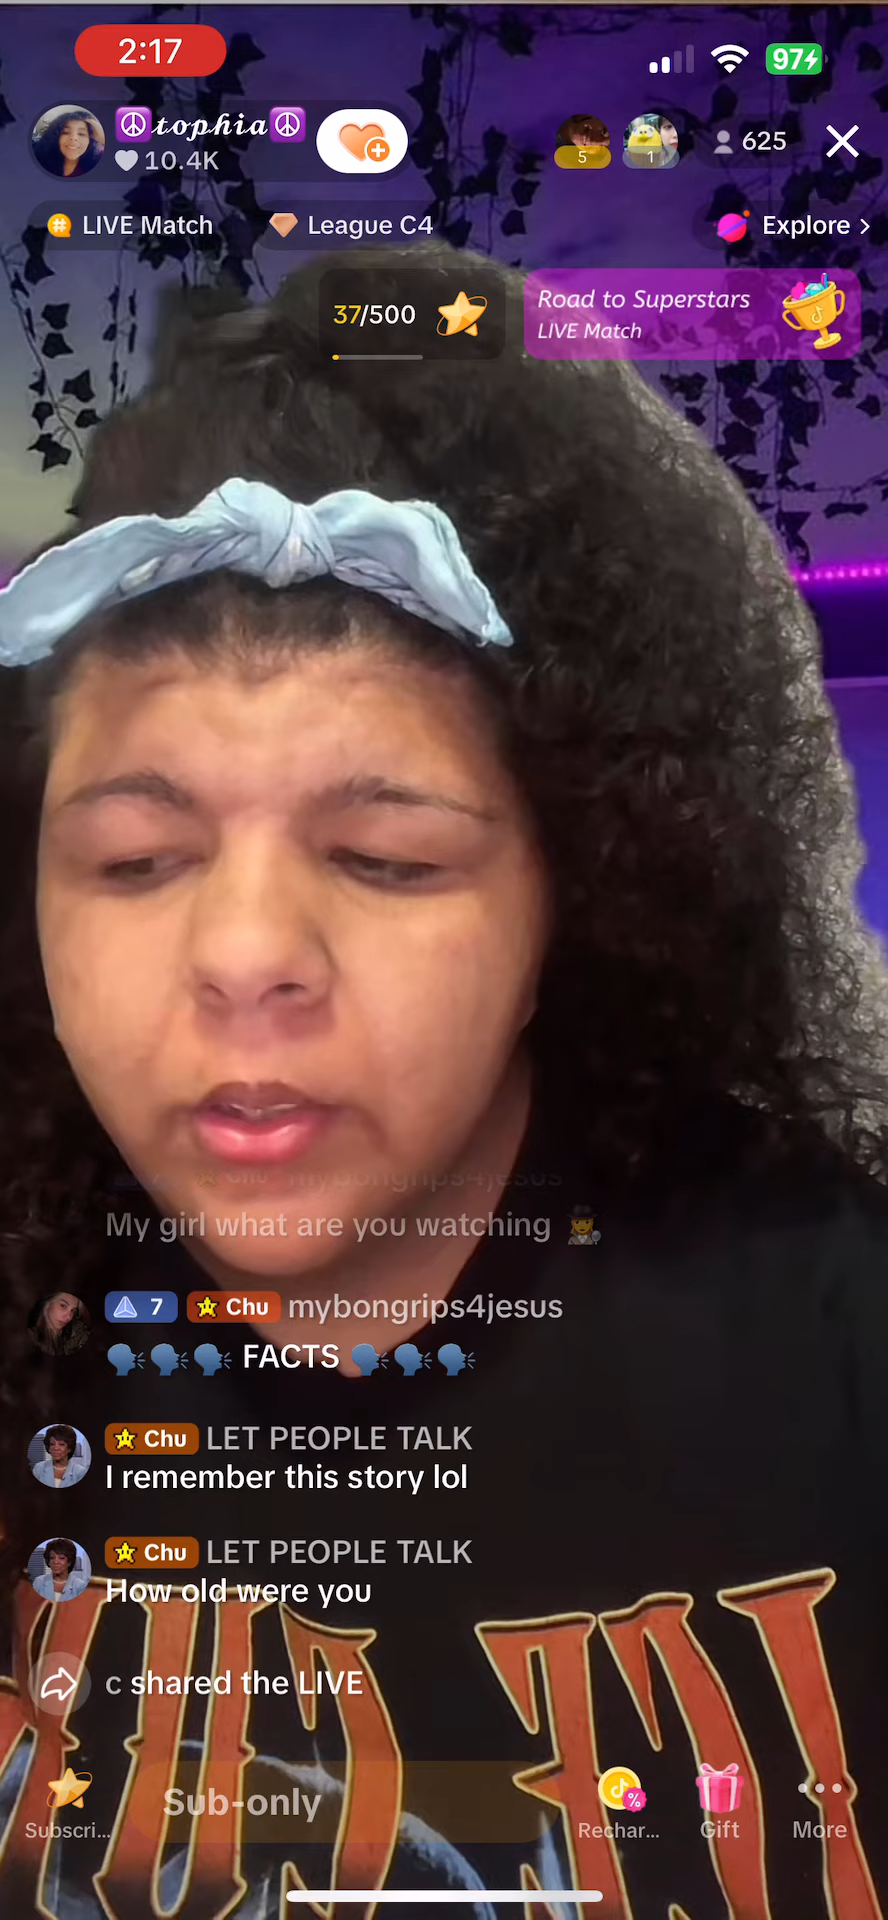 2:17
97
☮️𝓽𝓸𝓹𝓱𝓲𝓪☮️
10.4K
5
1
625
LIVE Match
League C4
Explore >
37/500
Road to Superstars
LIVE Match
Chu mybongrips4jesus
My girl what are you watching 🕵️‍♀️
7 Chu mybongrips4jesus
🗣️🗣️🗣️ FACTS 🗣️🗣️🗣️
Chu LET PEOPLE TALK
I remember this story lol
Chu LET PEOPLE TALK
How old were you
c shared the LIVE
Sub-only
Subscri...
Rechar...
Gift
More